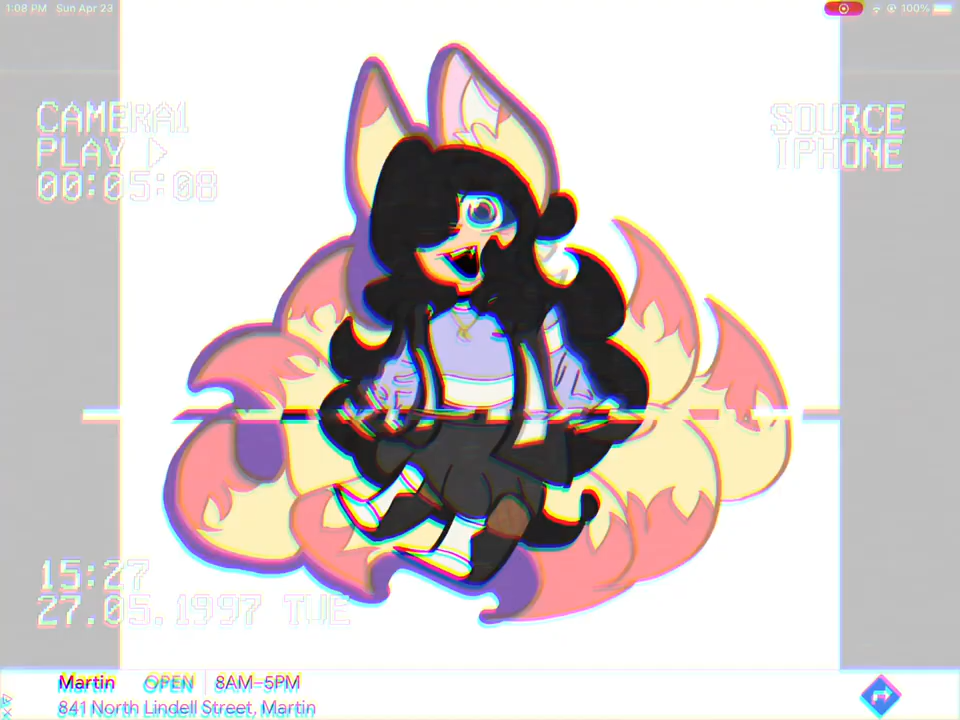 1:08 PM Sun Apr 23
100%
CAMERA1
PLAY
00:05:08
SOURCE
IPHONE
15:27
27.05.1997 TUE
Martin OPEN 8AM–5PM
841 North Lindell Street, Martin